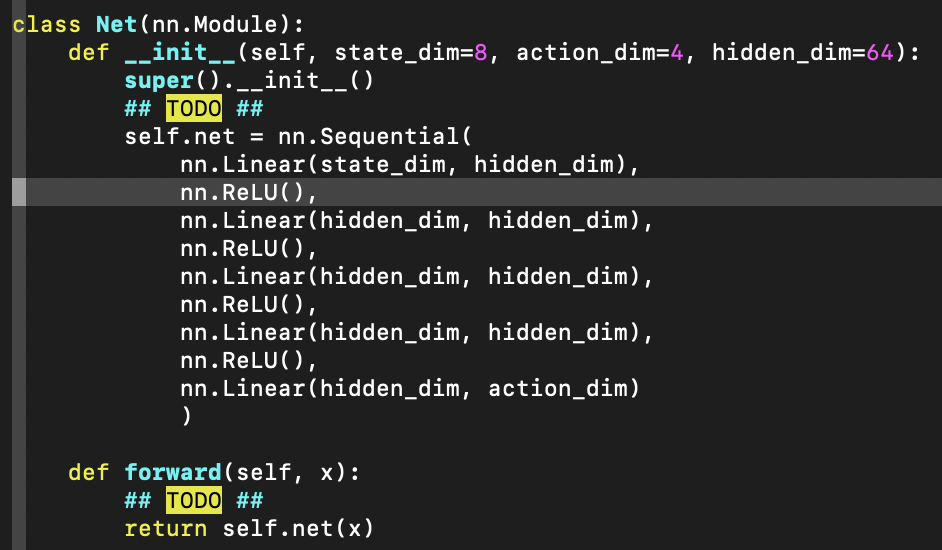 class Net(nn.Module):
    def __init__(self, state_dim=8, action_dim=4, hidden_dim=64):
        super().__init__()
        ## TODO ##
        self.net = nn.Sequential(
            nn.Linear(state_dim, hidden_dim),
            nn.ReLU(),
            nn.Linear(hidden_dim, hidden_dim),
            nn.ReLU(),
            nn.Linear(hidden_dim, hidden_dim),
            nn.ReLU(),
            nn.Linear(hidden_dim, hidden_dim),
            nn.ReLU(),
            nn.Linear(hidden_dim, action_dim)
            )
    def forward(self, x):
        ## TODO ##
        return self.net(x)